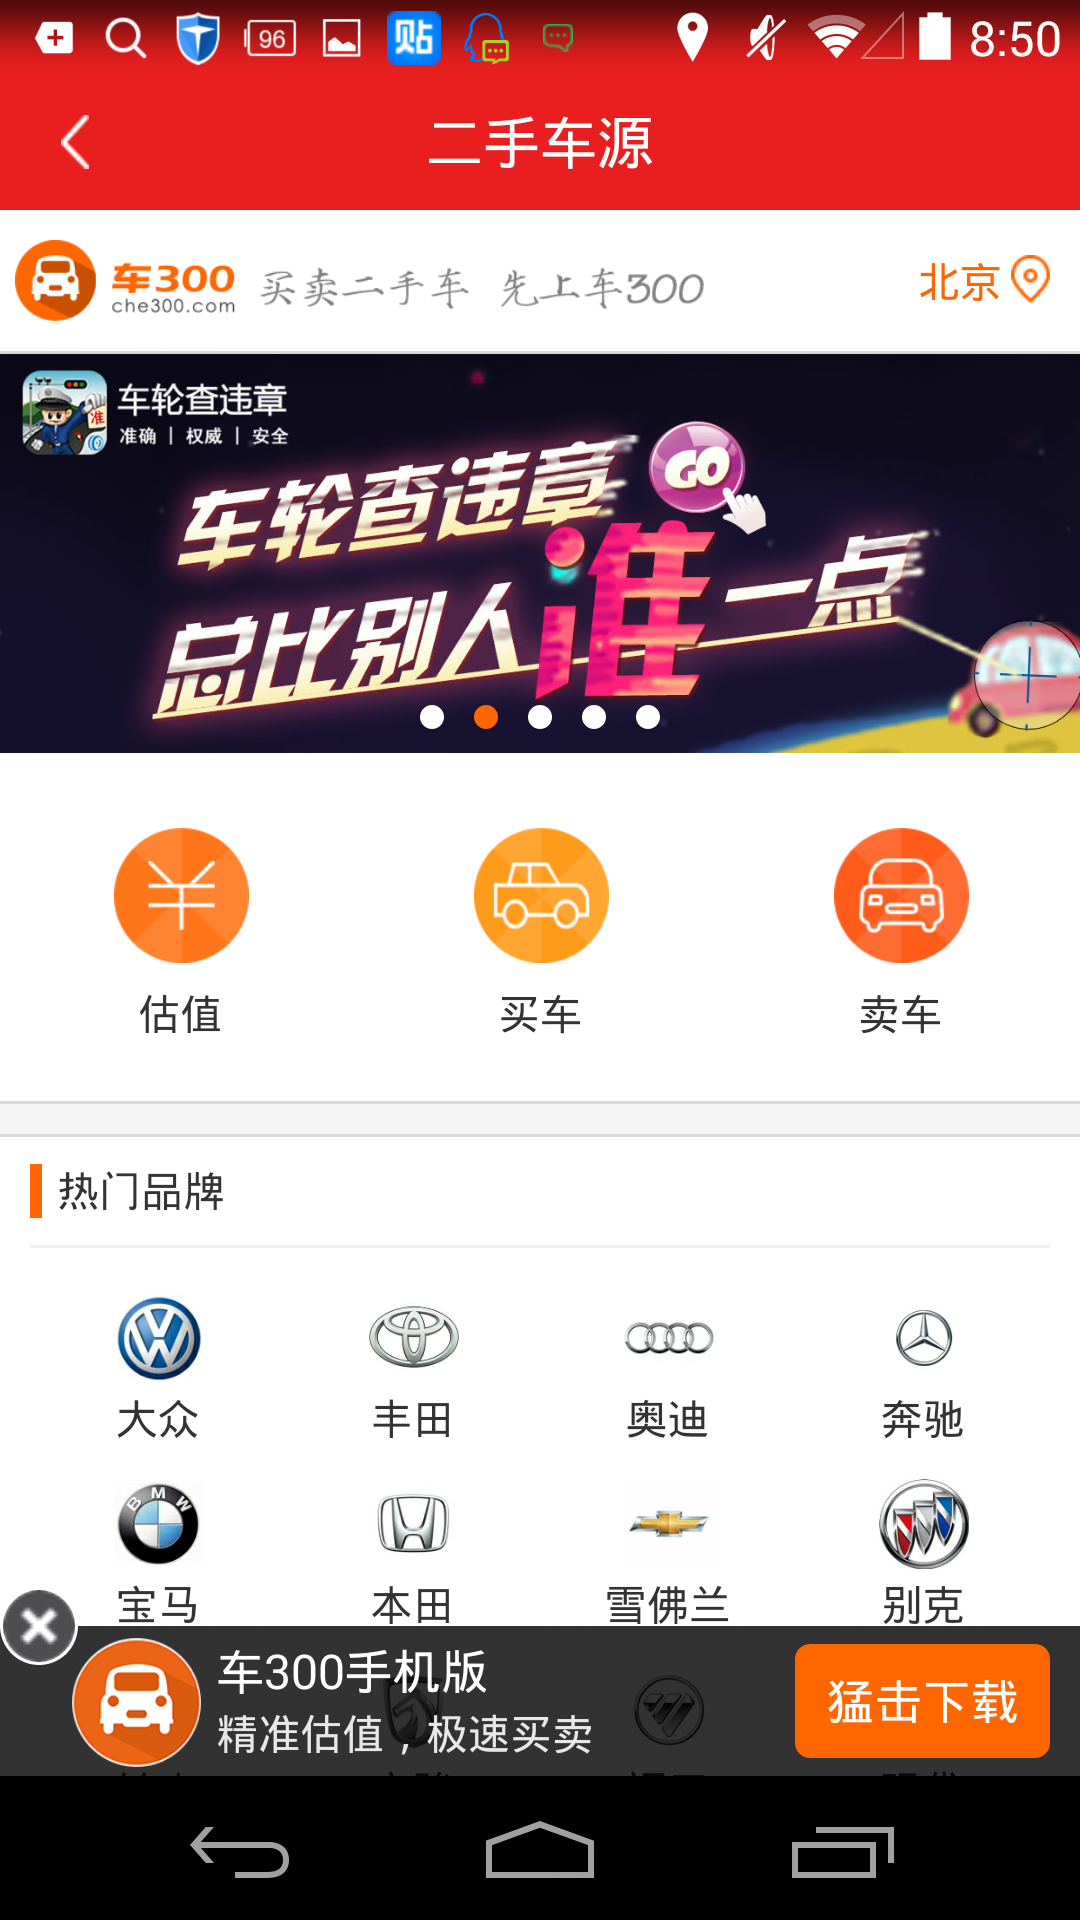 96
贴
8:50
二手车源
车300
che300.com
买卖二手车 先上车300
北京
准
车轮查违章
准确 | 权威 | 安全
车轮查违章
GO
总比别人准一点
估值
买车
卖车
热门品牌
大众
丰田
奥迪
奔驰
BMW
宝马
本田
雪佛兰
别克
车300手机版
精准估值，极速买卖
猛击下载